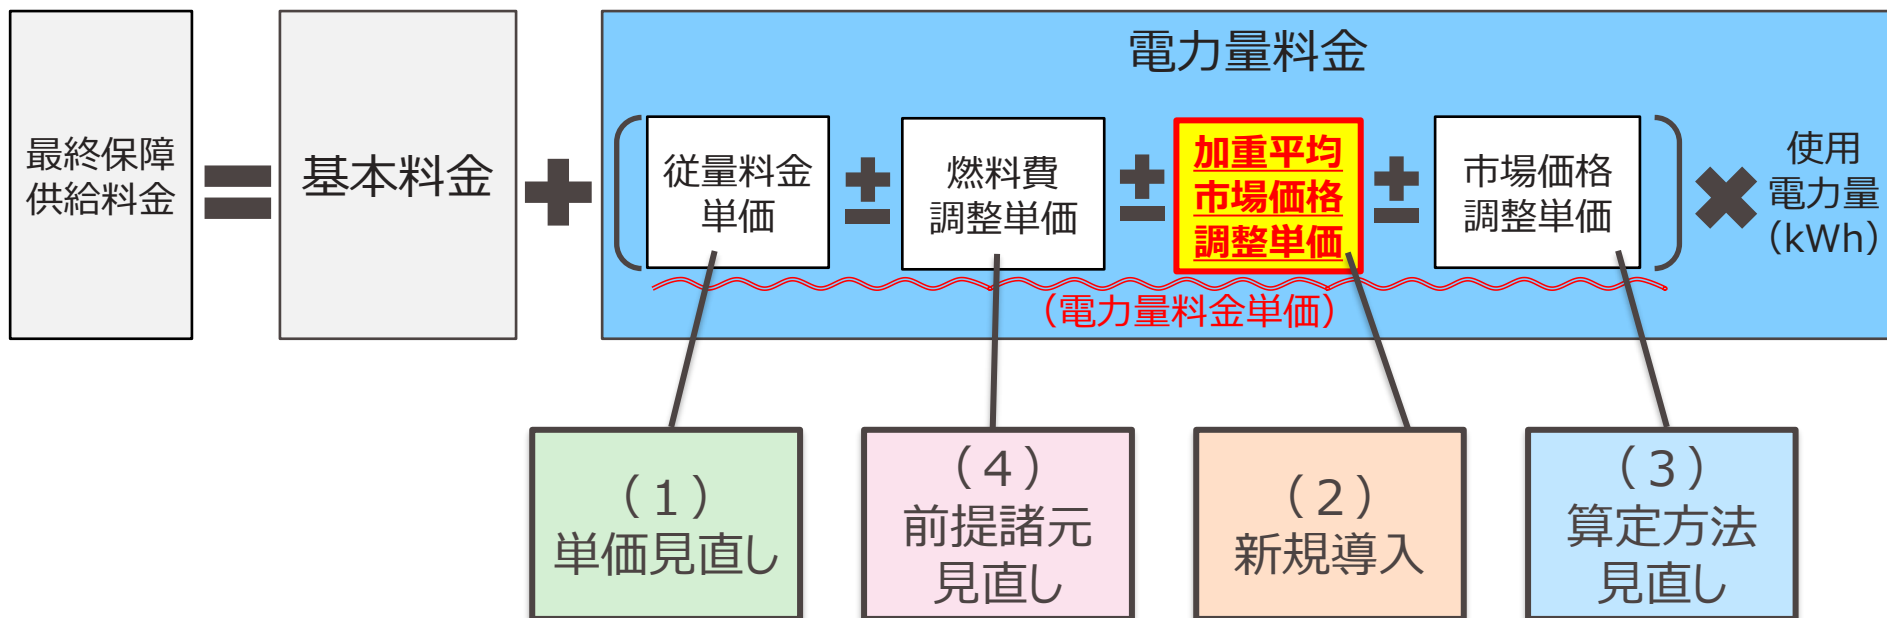 電力量料金
最終保障
供給料金
=
基本料金
+
従量料金
単価
±
燃料費
調整単価
±
加重平均
市場価格
調整単価
±
市場価格
調整単価
×
使用
電力量
（kWh）
（電力量料金単価）
（１）
単価見直し
（４）
前提諸元
見直し
（２）
新規導入
（３）
算定方法
見直し